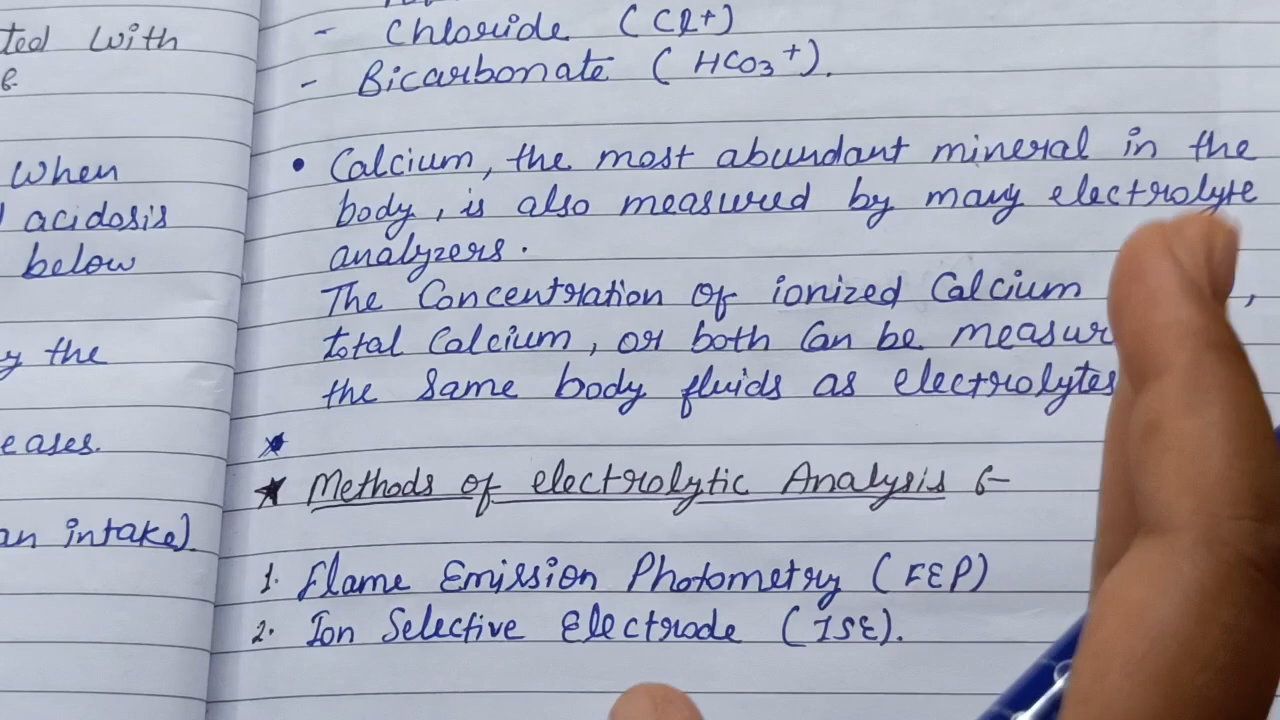 ted with
When
acidosis
below
y the
eases.
an intake)
- Chloride (Cl+)
- Bicarbonate (HCO3+).
• Calcium, the most abundant mineral in the
body, is also measured by many electrolyte
analyzers.
The Concentration of ionized Calcium ,
total Calcium, or both Can be measur
the same body fluids as electrolytes
★ Methods of electrolytic Analysis :-
1. Flame Emission Photometry (FEP)
2. Ion Selective Electrode (ISE).